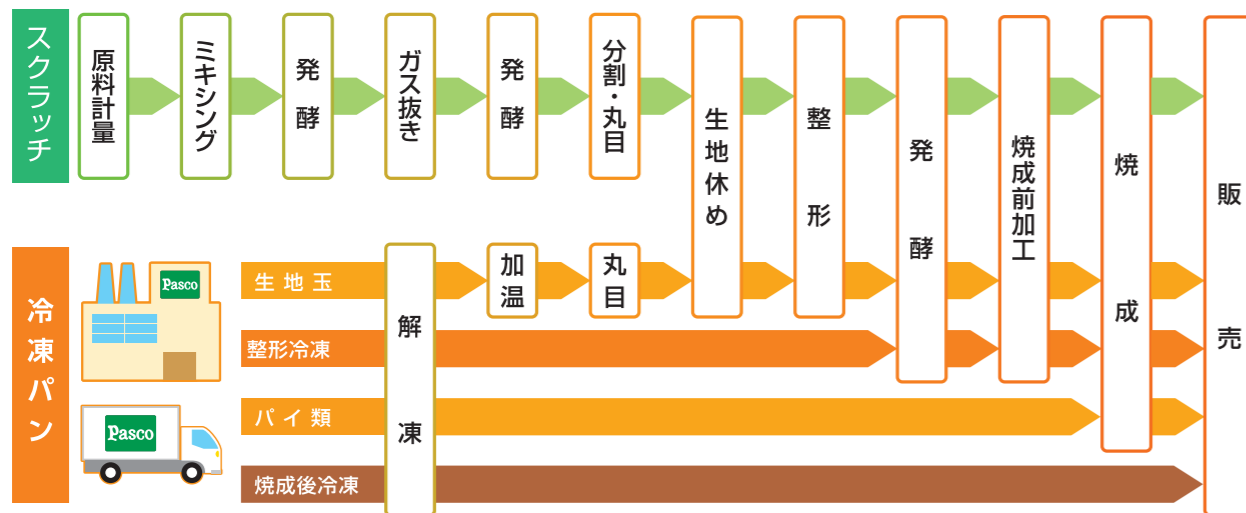 スクラッチ
原料計量
ミキシング
発酵
ガス抜き
発酵
分割・丸目
生地休め
整形
発酵
焼成前加工
焼成
販売
冷凍パン
Pasco
Pasco
生地玉
整形冷凍
パイ類
焼成後冷凍
解凍
加温
丸目